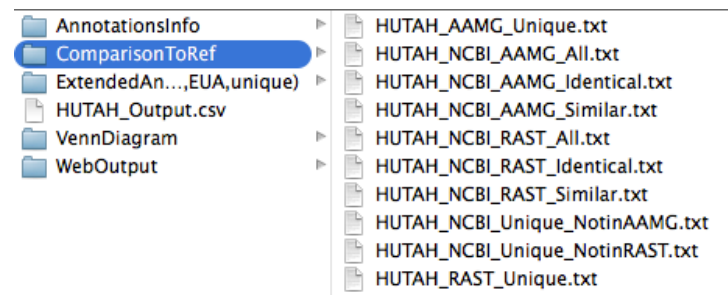 AnnotationsInfo
ComparisonToRef
ExtendedAn...,EUA,unique)
HUTAH_Output.csv
VennDiagram
WebOutput
HUTAH_AAMG_Unique.txt
HUTAH_NCBI_AAMG_All.txt
HUTAH_NCBI_AAMG_Identical.txt
HUTAH_NCBI_AAMG_Similar.txt
HUTAH_NCBI_RAST_All.txt
HUTAH_NCBI_RAST_Identical.txt
HUTAH_NCBI_RAST_Similar.txt
HUTAH_NCBI_Unique_NotinAAMG.txt
HUTAH_NCBI_Unique_NotinRAST.txt
HUTAH_RAST_Unique.txt